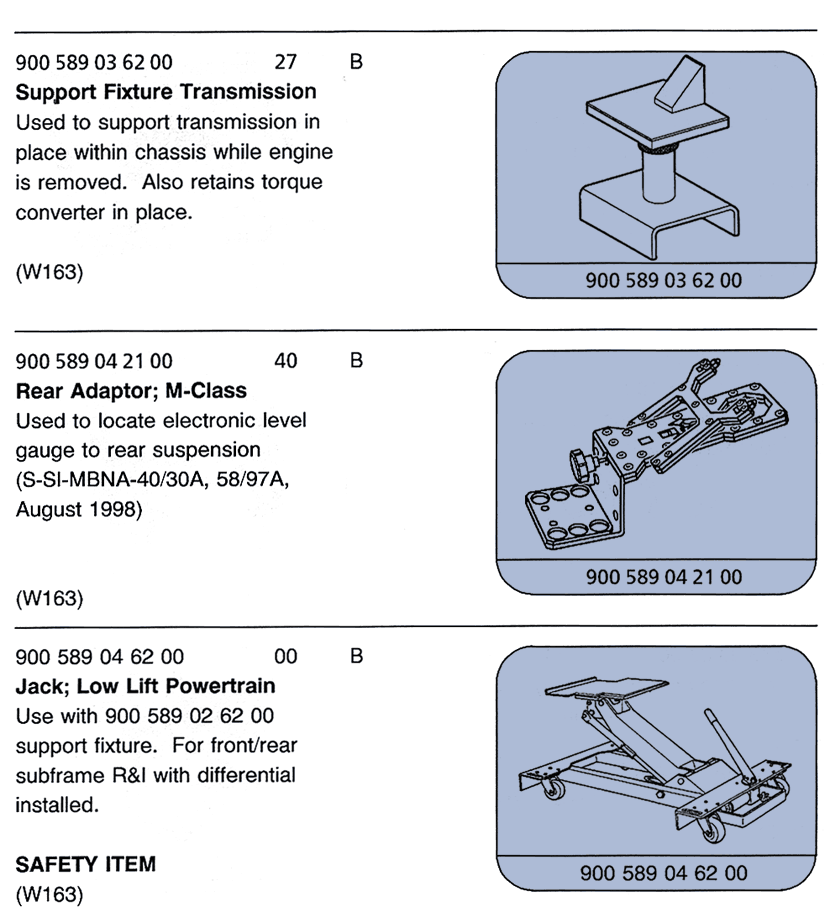 900 589 03 62 00 27 B
Support Fixture Transmission
Used to support transmission in
place within chassis while engine
is removed. Also retains torque
converter in place.
(W163)
900 589 03 62 00
900 589 04 21 00 40 B
Rear Adaptor; M-Class
Used to locate electronic level
gauge to rear suspension
(S-SI-MBNA-40/30A, 58/97A,
August 1998)
(W163)
900 589 04 21 00
900 589 04 62 00 00 B
Jack; Low Lift Powertrain
Use with 900 589 02 62 00
support fixture. For front/rear
subframe R&I with differential
installed.
SAFETY ITEM
(W163)
900 589 04 62 00